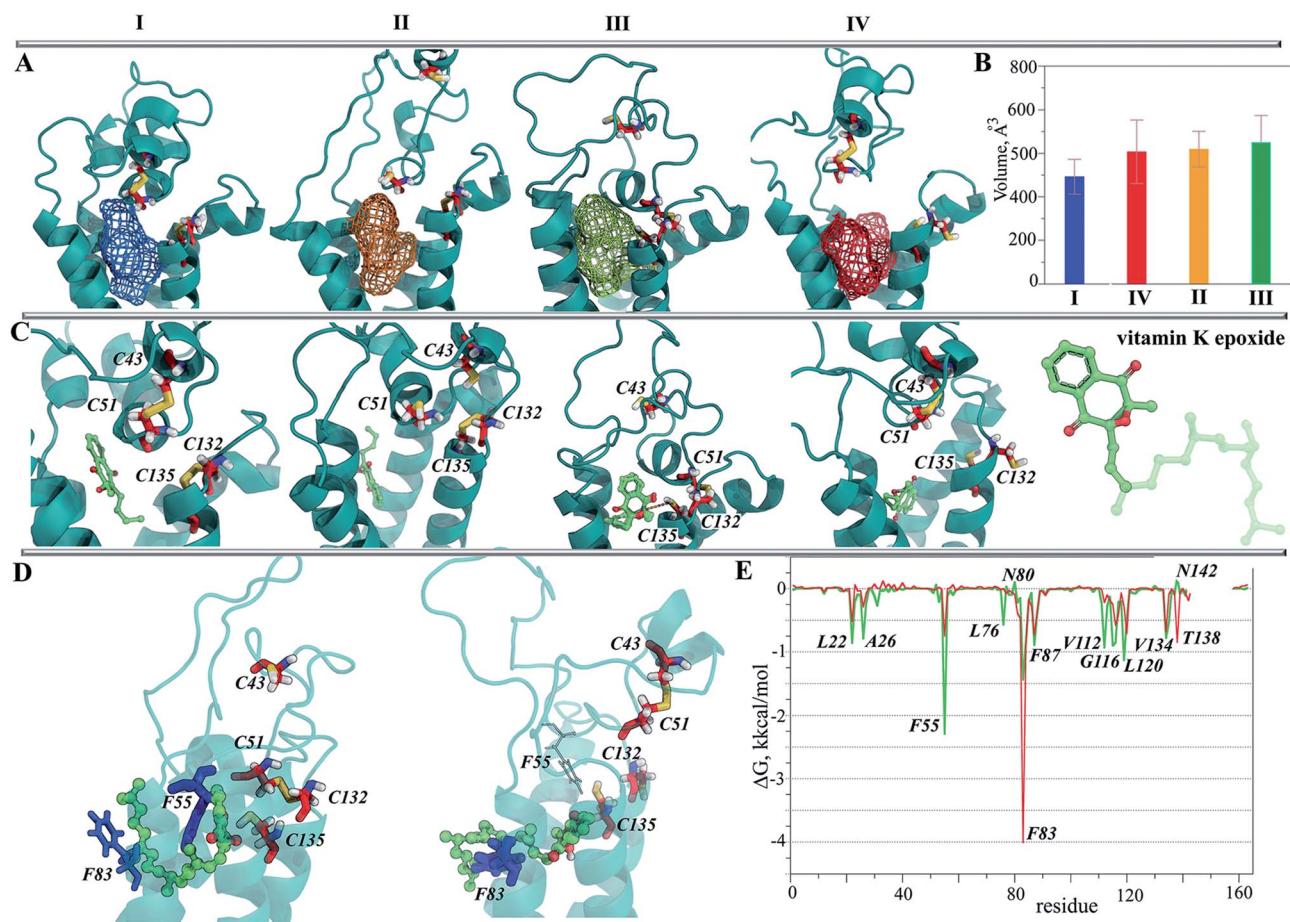 I II III IV
A
B
800
600
500
400
200
0
Volume, Å3
I IV II III
C
C43
C51
C132
C135
C43
C51
C132
C135
C43
C51
C132
C135
C43
C51
C135
C132
vitamin K epoxide
D
C43
C51
F55
C132
C135
F83
C43
C51
F55
C132
C135
F83
E
N80
N142
0
L22
A26
L76
F87
V112
G116
L120
V134
T138
-1
F55
-2
-3
F83
-4
ΔG, kkcal/mol
0 40 80 120 160
residue